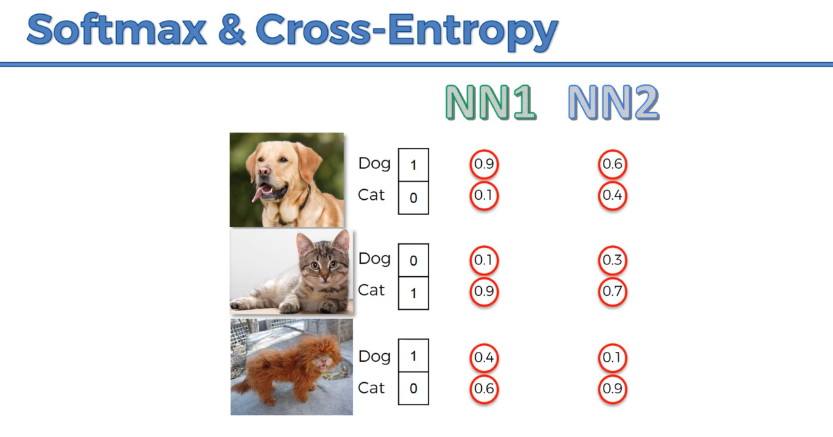 Softmax & Cross-Entropy
NN1 NN2
Dog 1 0.9 0.6
Cat 0 0.1 0.4
Dog 0 0.1 0.3
Cat 1 0.9 0.7
Dog 1 0.4 0.1
Cat 0 0.6 0.9